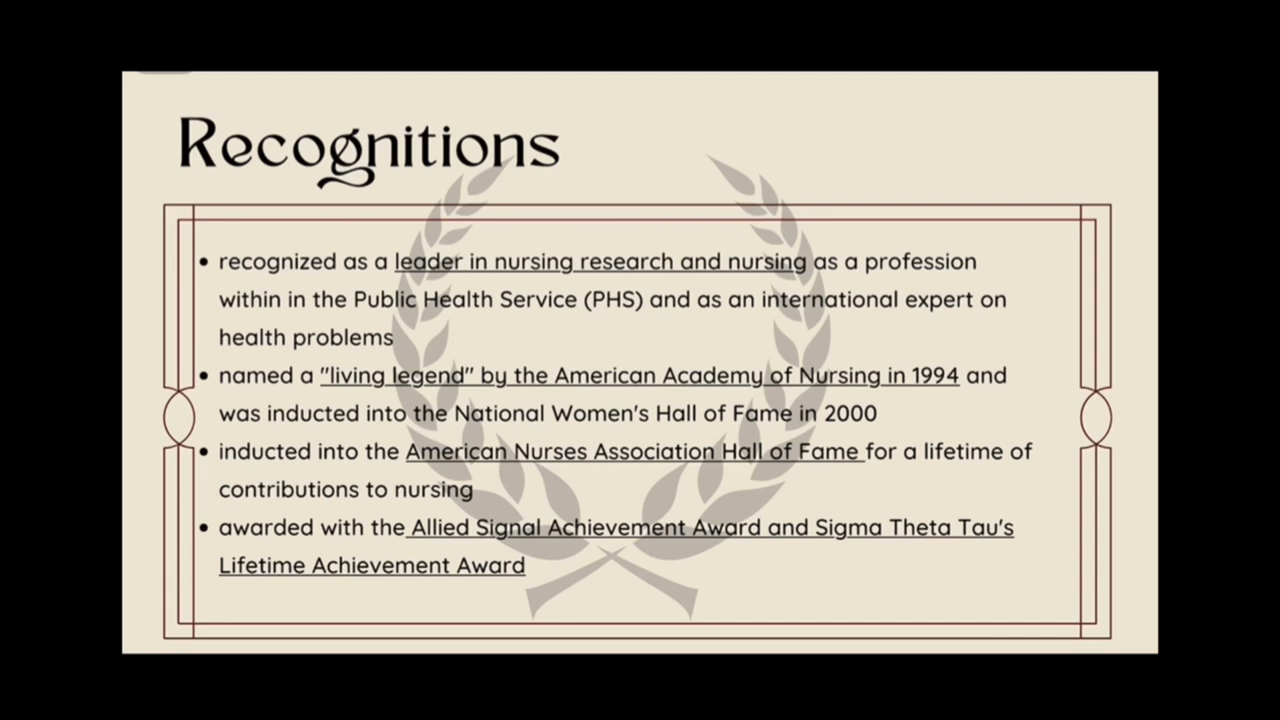 Recognitions
• recognized as a leader in nursing research and nursing as a profession
within in the Public Health Service (PHS) and as an international expert on
health problems
• named a "living legend" by the American Academy of Nursing in 1994 and
was inducted into the National Women's Hall of Fame in 2000
• inducted into the American Nurses Association Hall of Fame for a lifetime of
contributions to nursing
• awarded with the Allied Signal Achievement Award and Sigma Theta Tau's
Lifetime Achievement Award